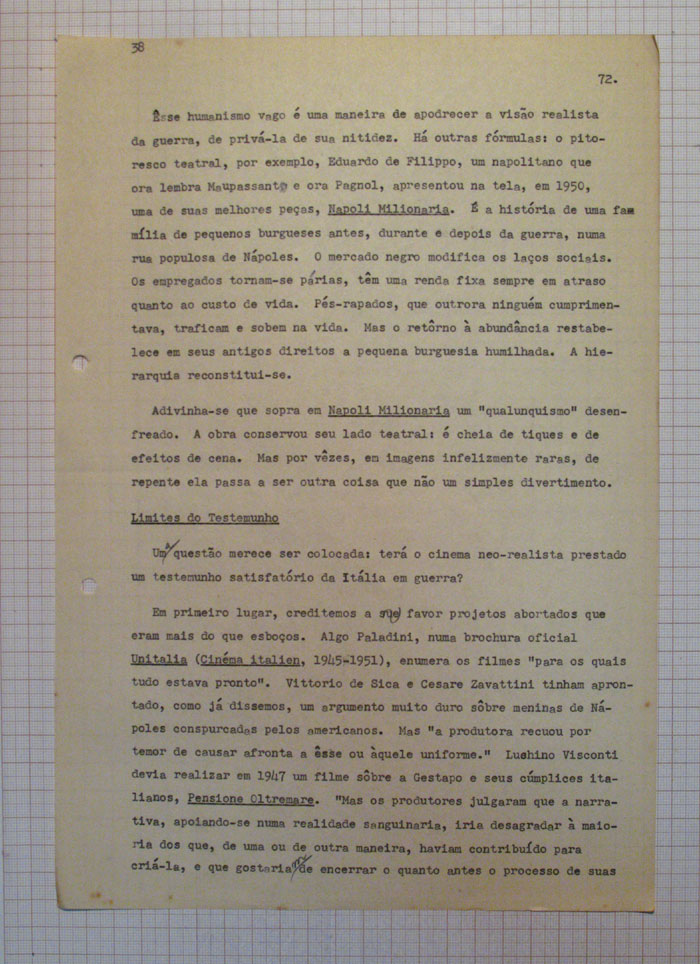 38
72.
Êsse humanismo vago é uma maneira de apodrecer a visão realista
da guerra, de privá-la de sua nitidez. Há outras fórmulas: o pito-
resco teatral, por exemplo, Eduardo de Filippo, um napolitano que
ora lembra Maupassant e ora Pagnol, apresentou na tela, em 1950,
uma de suas melhores peças, Napoli Milionaria. É a história de uma fam
mília de pequenos burgueses antes, durante e depois da guerra, numa
rua populosa de Nápoles. O mercado negro modifica os laços sociais.
Os empregados tornam-se párias, têm uma renda fixa sempre em atraso
quanto ao custo de vida. Pés-rapados, que outrora ninguém cumprimen-
tava, traficam e sobem na vida. Mas o retôrno à abundância restabe-
lece em seus antigos direitos a pequena burguesia humilhada. A hie-
rarquia reconstitui-se.
Adivinha-se que sopra em Napoli Milionaria um "qualunquismo" desen-
freado. A obra conservou seu lado teatral: é cheia de tiques e de
efeitos de cena. Mas por vêzes, em imagens infelizmente raras, de
repente ela passa a ser outra coisa que não um simples divertimento.
Limites do Testemunho
Uma questão merece ser colocada: terá o cinema neo-realista prestado
um testemunho satisfatório da Itália em guerra?
Em primeiro lugar, creditemos a seu favor projetos abortados que
eram mais do que esboços. Algo Paladini, numa brochura oficial
Unitalia (Cinéma italien, 1945-1951), enumera os filmes "para os quais
tudo estava pronto". Vittorio de Sica e Cesare Zavattini tinham apron-
tado, como já dissemos, um argumento muito duro sôbre meninas de Ná-
poles conspurcadas pelos americanos. Mas "a produtora recuou por
temor de causar afronta a êsse ou àquele uniforme." Luchino Visconti
devia realizar em 1947 um filme sôbre a Gestapo e seus cúmplices ita-
lianos, Pensione Oltremare. "Mas os produtores julgaram que a narra-
tiva, apoiando-se numa realidade sanguinaria, iria desagradar à maio-
ria dos que, de uma ou de outra maneira, haviam contribuído para
criá-la, e que gostariam de encerrar o quanto antes o processo de suas